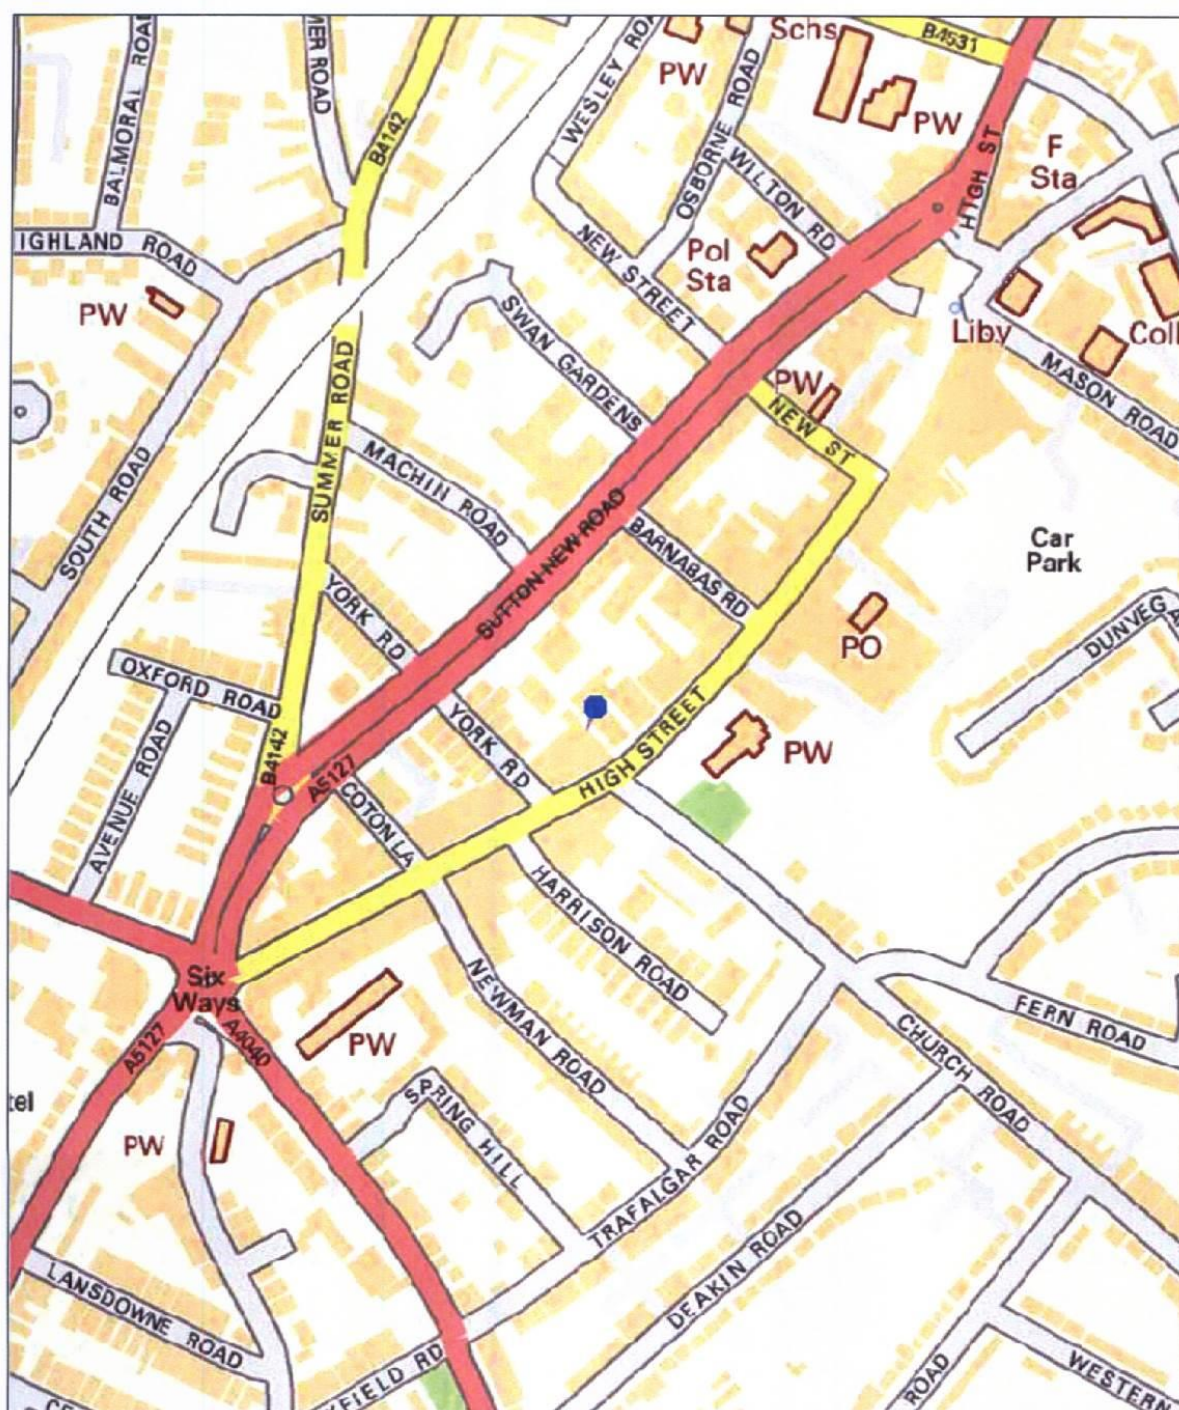 BALMORAL ROAD
MER ROAD
B4142
WESLEY ROA
PW
OSBORNE ROAD
Schs
B4531
PW
F
Sta
HIGH ST
WILTON RD
IGHLAND ROAD
PW
NEW STREET
Pol
Sta
SWAN GARDENS
Liby
Coll
MASON ROAD
PW
NEW ST
SUMMER ROAD
MACHIN ROAD
SOUTH ROAD
SUTTON NEW ROAD
BARNABAS RD
Car
Park
YORK RD
PO
DUNVEGA
OXFORD ROAD
AVENUE ROAD
B4142
A5127
YORK RD
HIGH STREET
PW
COTON LA
HARRISON ROAD
Six
Ways
NEWMAN ROAD
FERN ROAD
CHURCH ROAD
A5127
A4040
PW
tel
SPRING HILL
PW
TRAFALGAR ROAD
DEAKIN ROAD
LANSDOWNE ROAD
YFIELD RD
ROAD
WESTERN